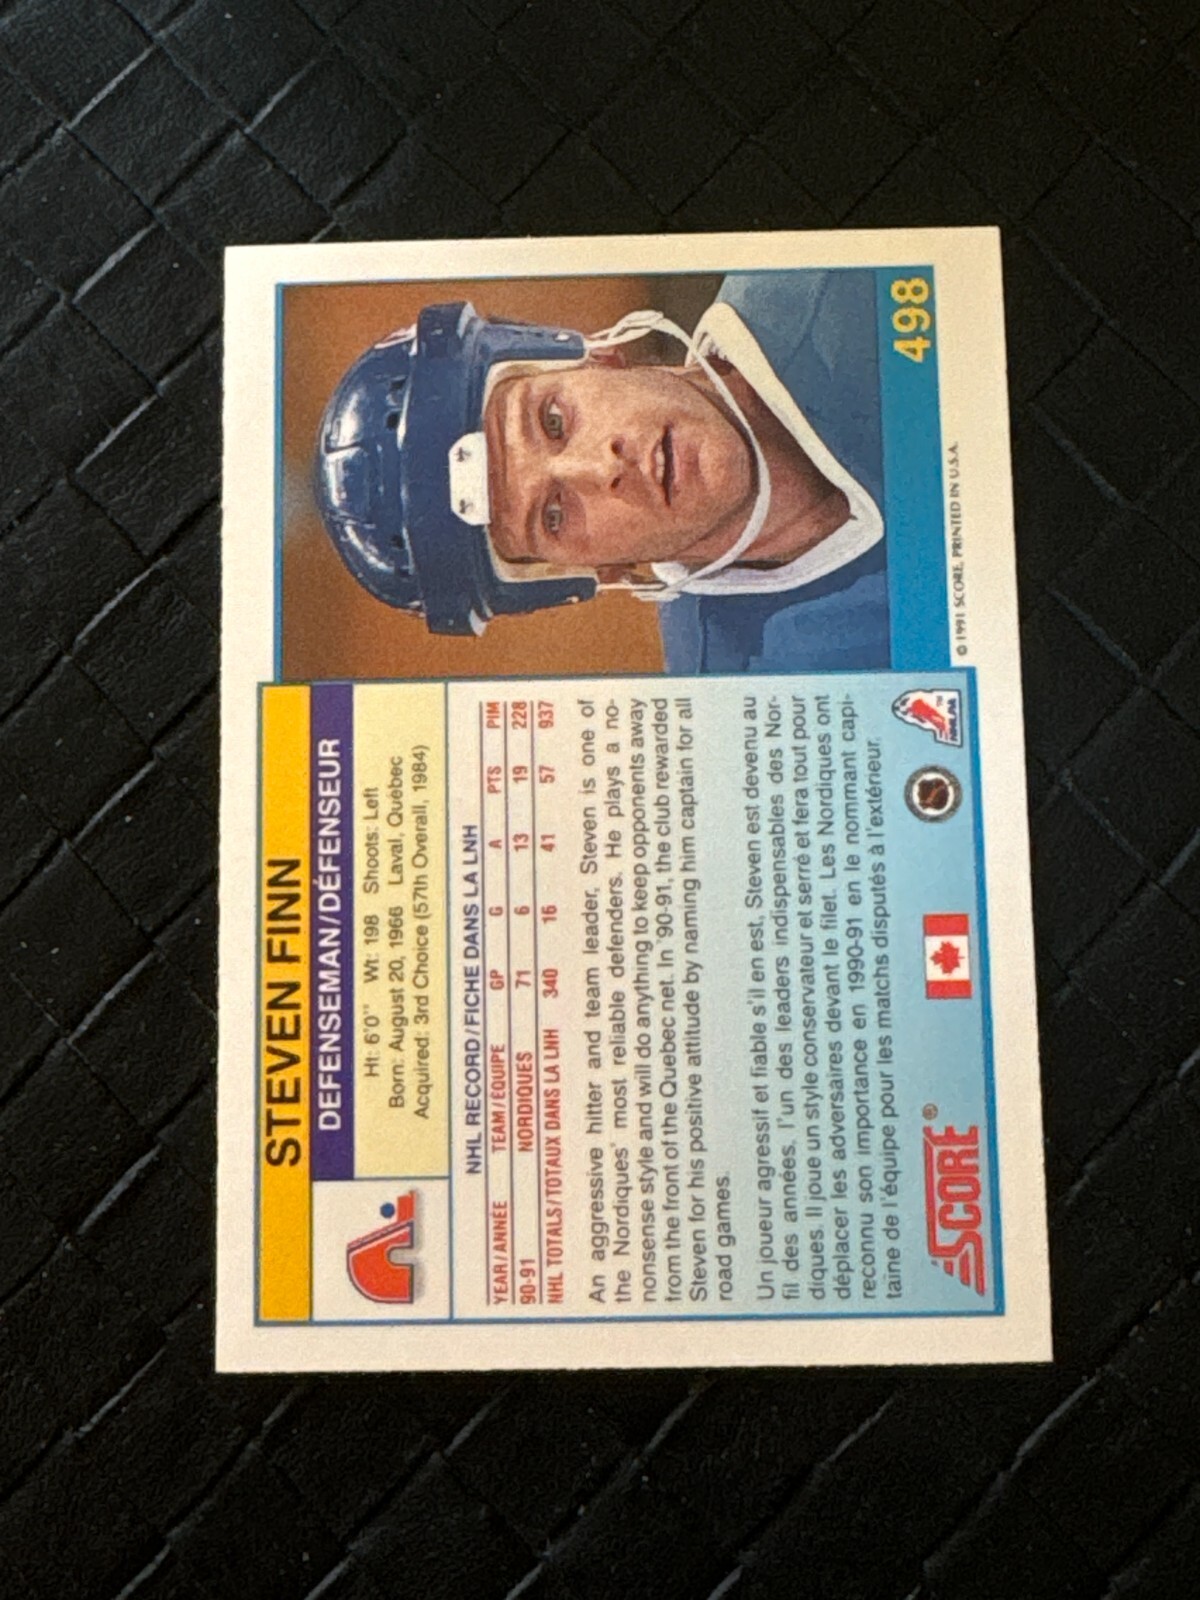 STEVEN FINN
DEFENSEMAN/DÉFENSEUR
Ht: 6'0" Wt: 198 Shoots: Left
Born: August 20, 1966 Laval, Quebec
Acquired: 3rd Choice (57th Overall, 1984)
NHL RECORD/FICHE DANS LA LNH
YEAR/ANNÉE TEAM/ÉQUIPE GP G A PTS PIM
90-91 NORDIQUES 71 6 13 19 228
NHL TOTALS/TOTAUX DANS LA LNH 340 16 41 57 937
An aggressive hitter and team leader, Steven is one of
the Nordiques' most reliable defenders. He plays a no-
nonsense style and will do anything to keep opponents away
from the front of the Quebec net. In '90-91, the club rewarded
Steven for his positive attitude by naming him captain for all
road games.
Un joueur agressif et fiable s'il en est, Steven est devenu au
fil des années, l'un des leaders indispensables des Nor-
diques. Il joue un style conservateur et serré et fera tout pour
déplacer les adversaires devant le filet. Les Nordiques ont
reconnu son importance en 1990-91 en le nommant capi-
taine de l'équipe pour les matchs disputés à l'extérieur.
SCORE®
NHLPA™
© 1991 SCORE, PRINTED IN U.S.A.
498